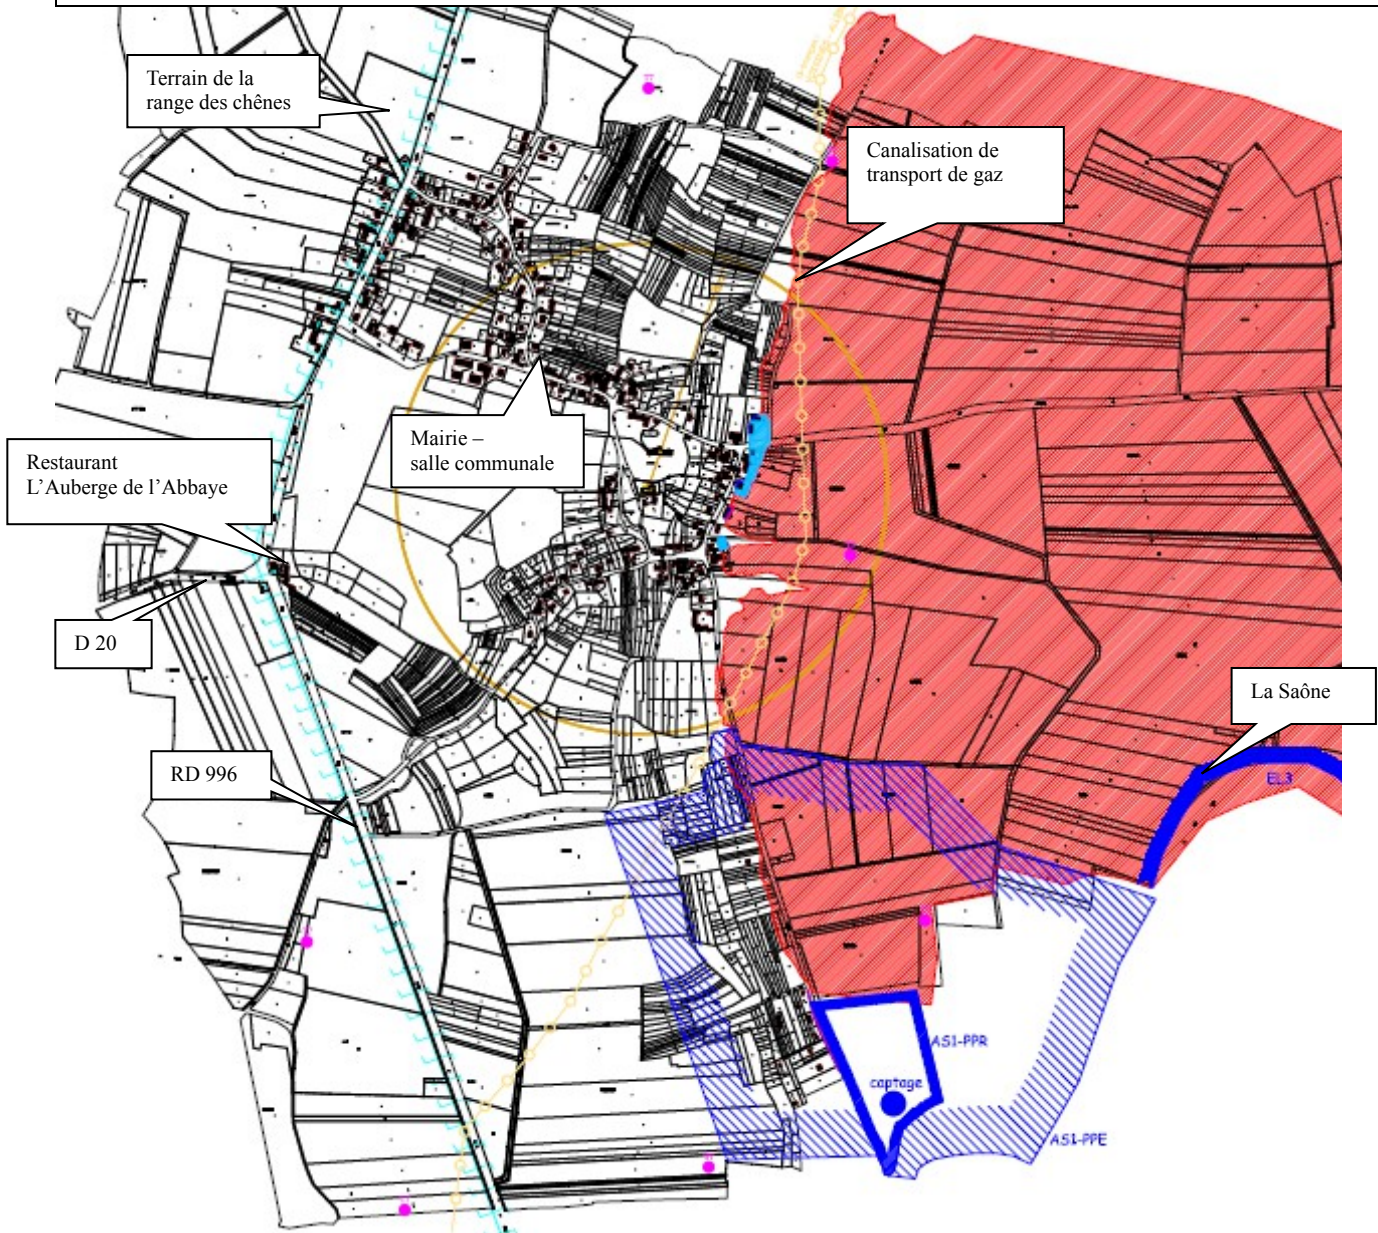 Terrain de la
range des chênes
Canalisation de
transport de gaz
Mairie –
salle communale
Restaurant
L'Auberge de l'Abbaye
D 20
La Saône
RD 996
EL3
AS1-PPR
captage
AS1-PPE